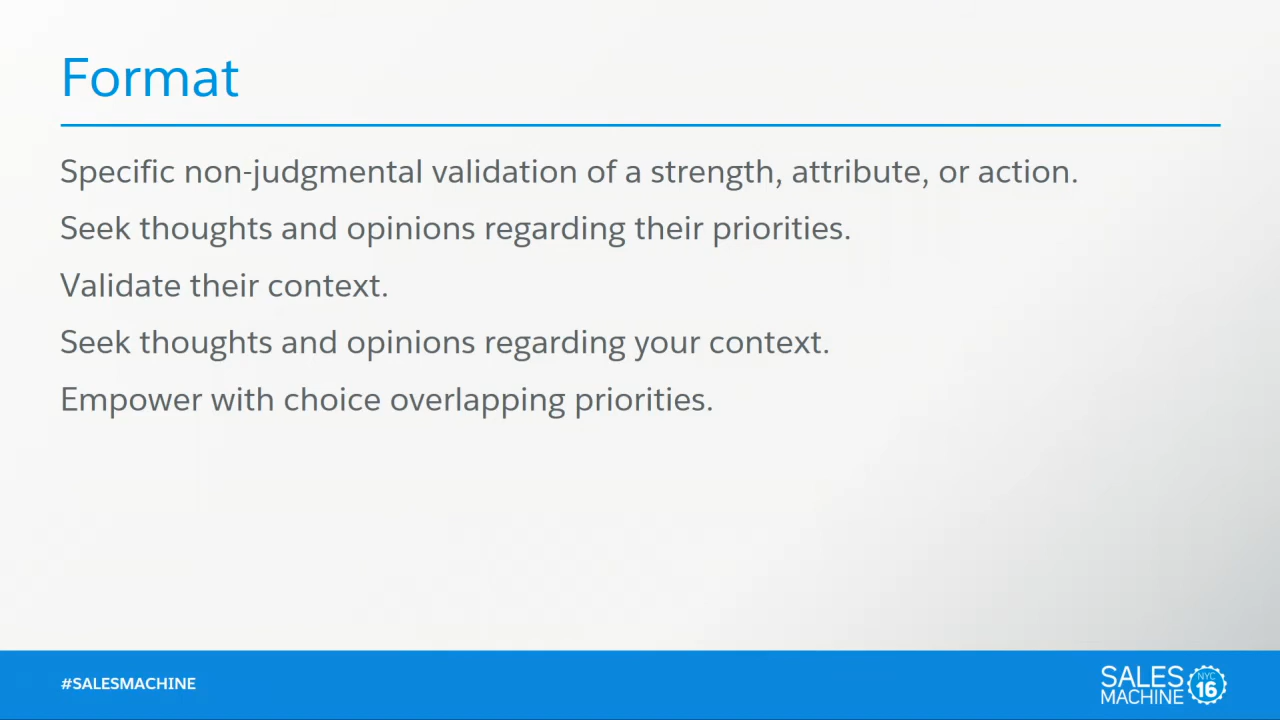 Format
Specific non-judgmental validation of a strength, attribute, or action.
Seek thoughts and opinions regarding their priorities.
Validate their context.
Seek thoughts and opinions regarding your context.
Empower with choice overlapping priorities.
#SALESMACHINE
SALES
MACHINE
NYC
16